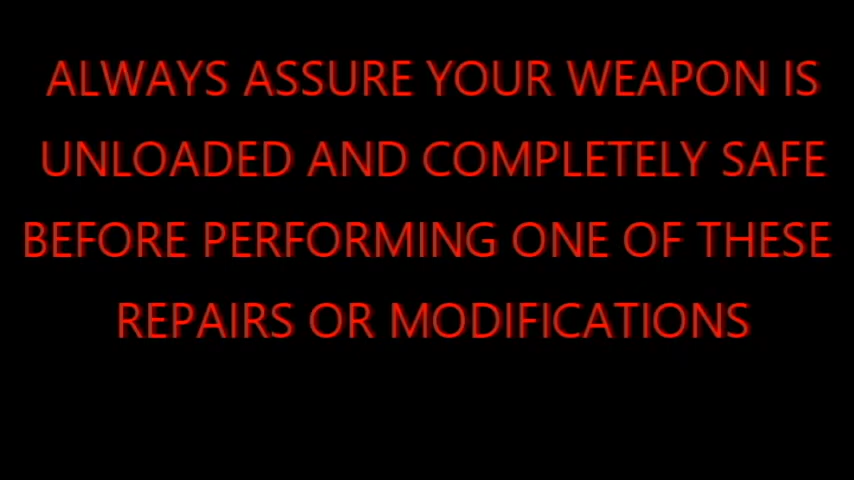 ALWAYS ASSURE YOUR WEAPON IS
UNLOADED AND COMPLETELY SAFE
BEFORE PERFORMING ONE OF THESE
REPAIRS OR MODIFICATIONS